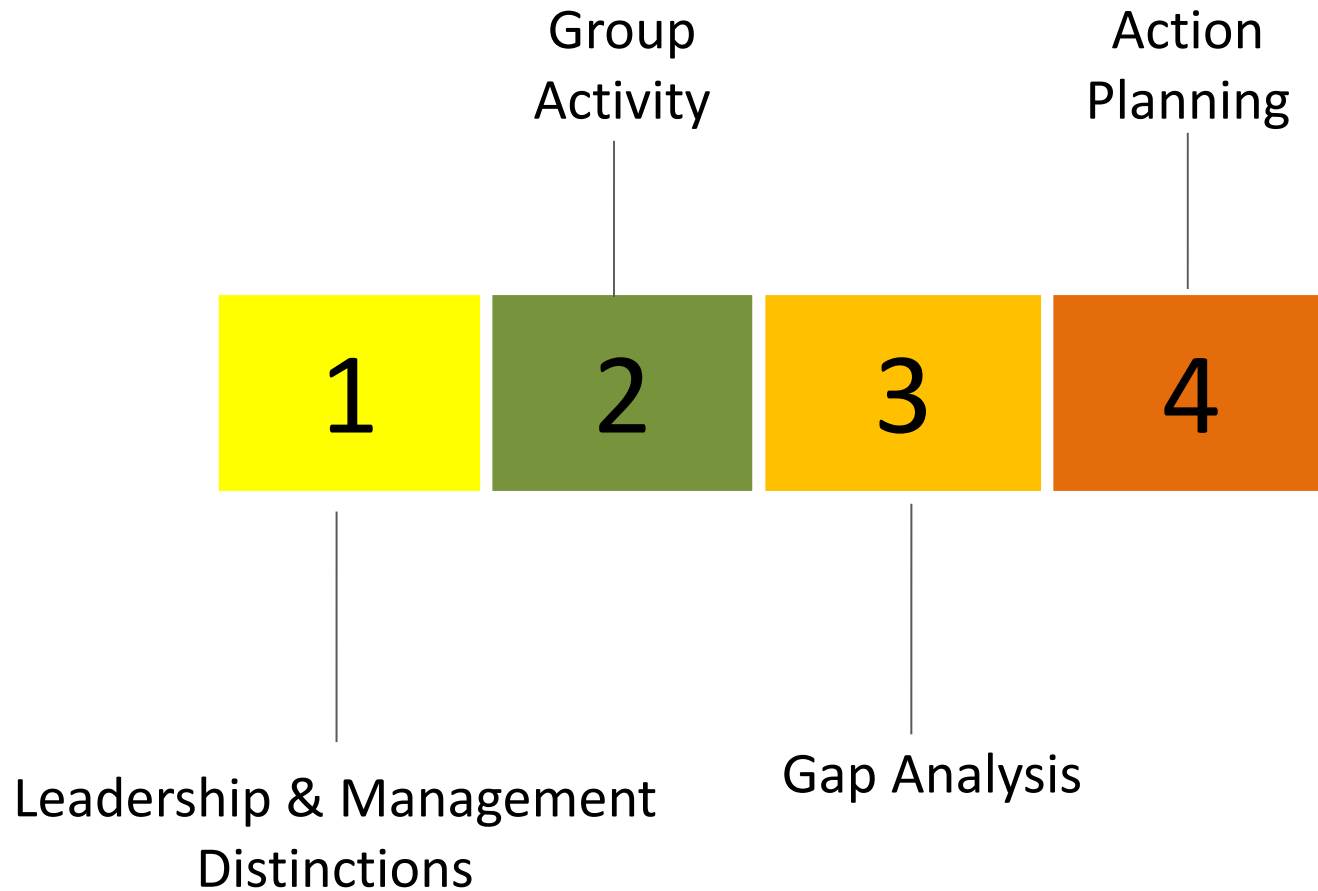 Group
Activity
Action
Planning
1
2
3
4
Leadership & Management
Distinctions
Gap Analysis